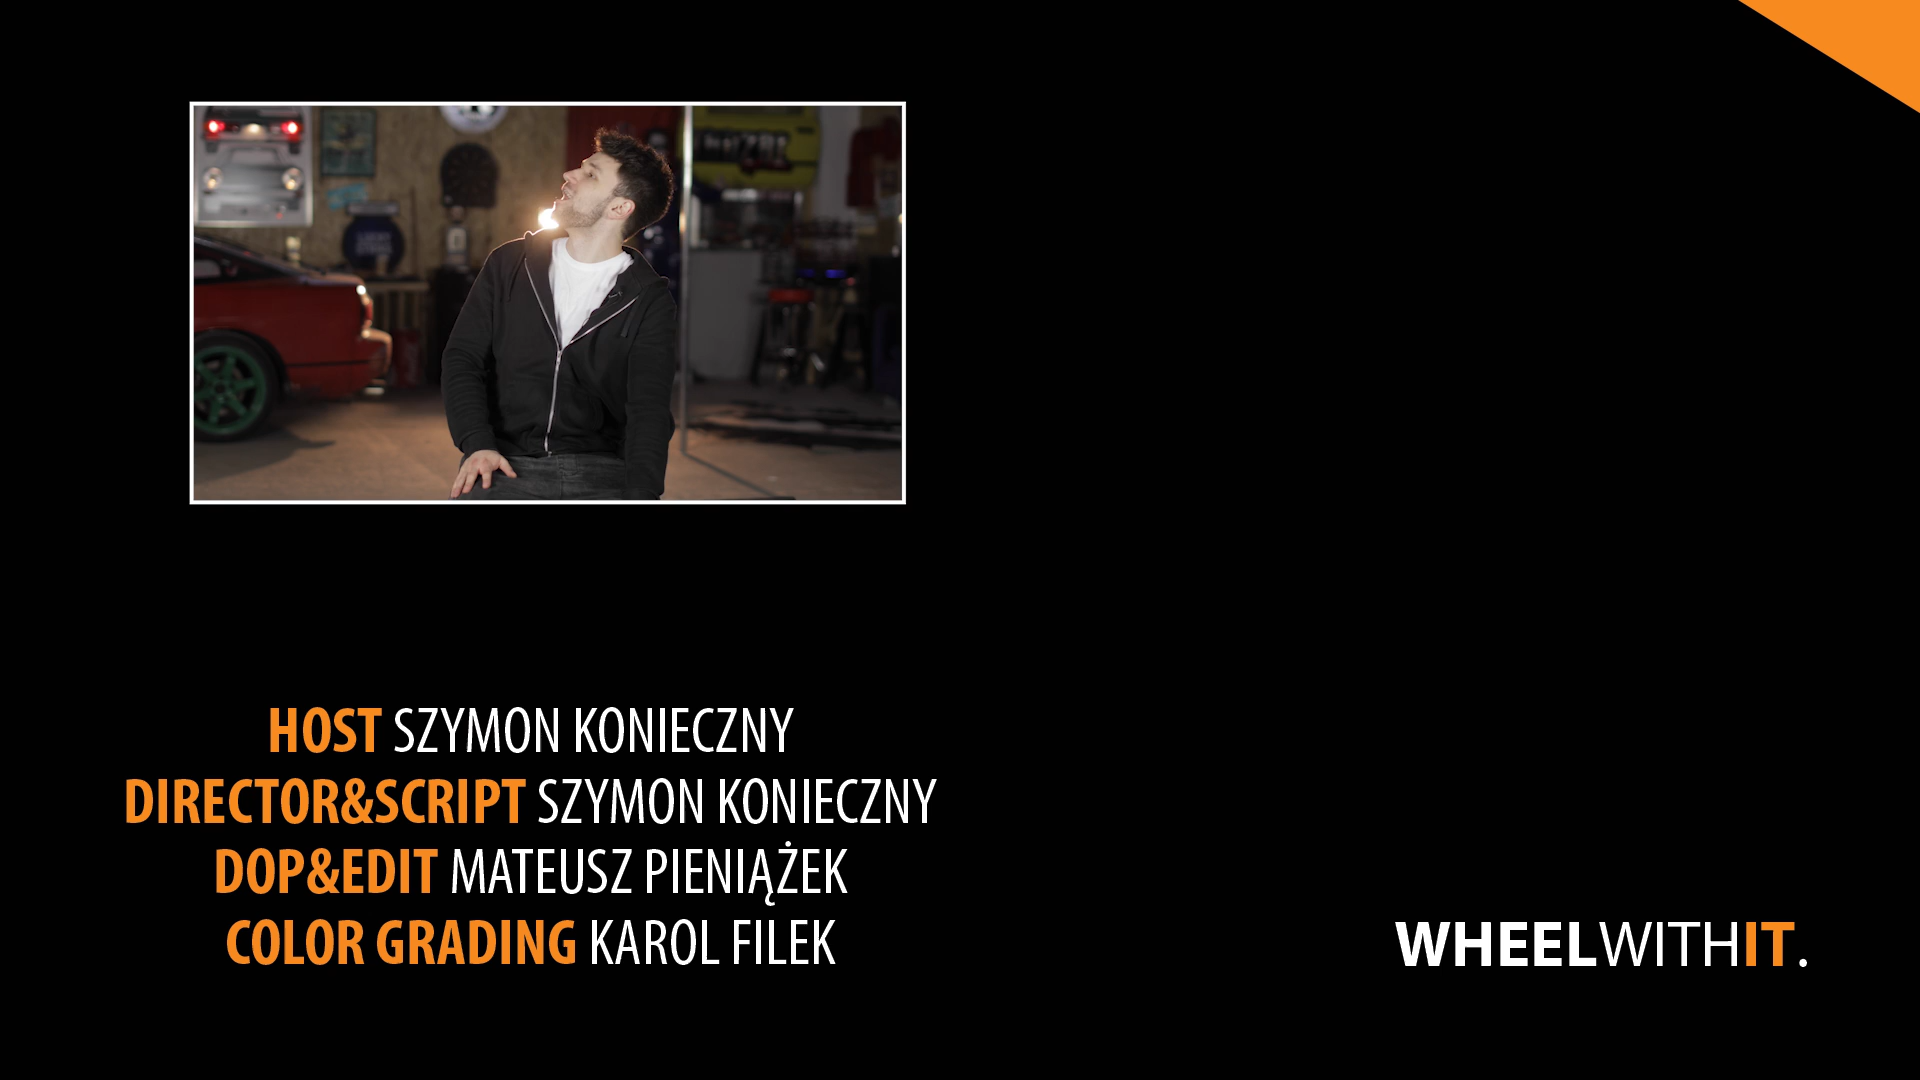 HOST SZYMON KONIECZNY
DIRECTOR&SCRIPT SZYMON KONIECZNY
DOP&EDIT MATEUSZ PIENIĄŻEK
COLOR GRADING KAROL FILEK
WHEELWITHIT.